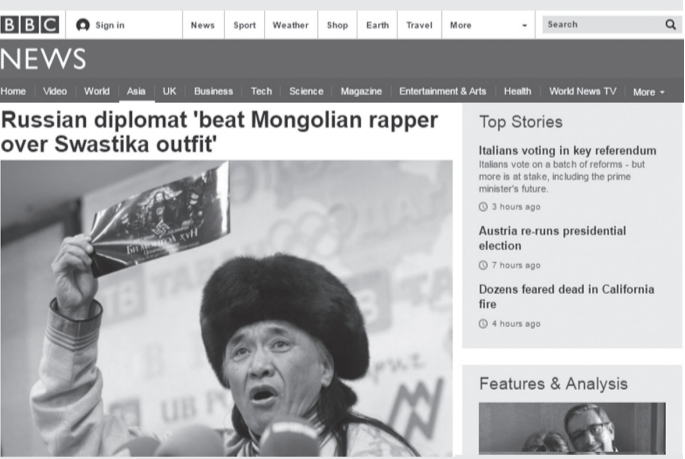 BBC Sign in News Sport Weather Shop Earth Travel More Search
NEWS
Home Video World Asia UK Business Tech Science Magazine Entertainment & Arts Health World News TV More
Russian diplomat 'beat Mongolian rapper
over Swastika outfit'
Top Stories
Italians voting in key referendum
Italians vote on a batch of reforms - but
more is at stake, including the prime
minister's future.
3 hours ago
Austria re-runs presidential
election
7 hours ago
Dozens feared dead in California
fire
4 hours ago
Features & Analysis
UB
UB